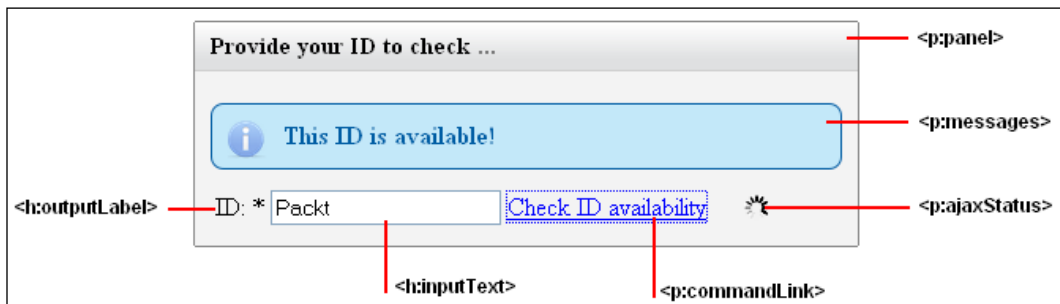 Provide your ID to check ...
<p:panel>
This ID is available!
<p:messages>
<h:outputLabel>
ID: * Packt Check ID availability
<p:ajaxStatus>
<h:inputText>
<p:commandLink>